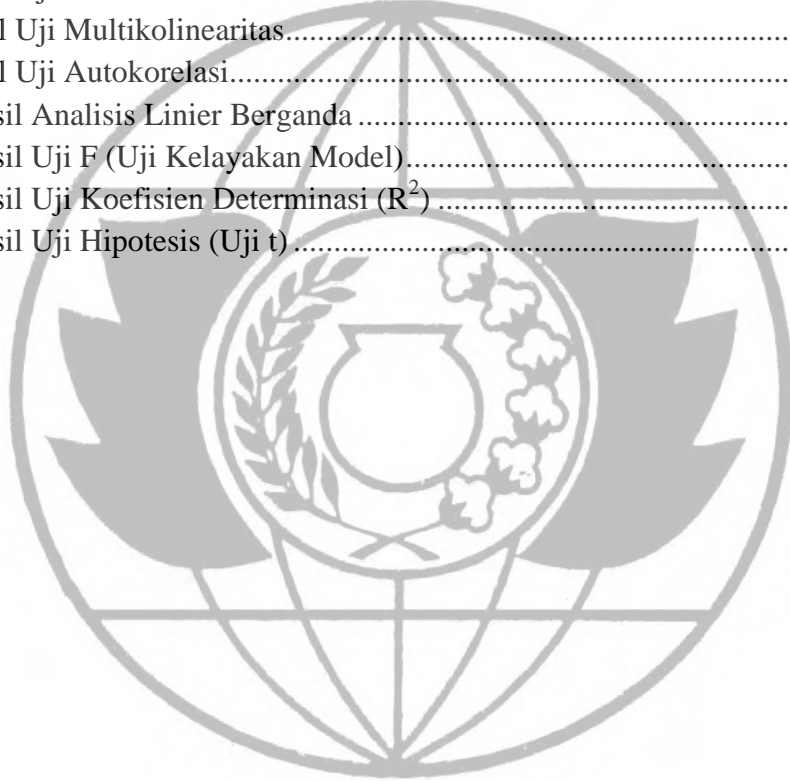 l Uji Multikolinearitas
il Uji Autokorelasi
sil Analisis Linier Berganda
sil Uji F (Uji Kelayakan Model)
sil Uji Koefisien Determinasi (R²)
sil Uji Hipotesis (Uji t)